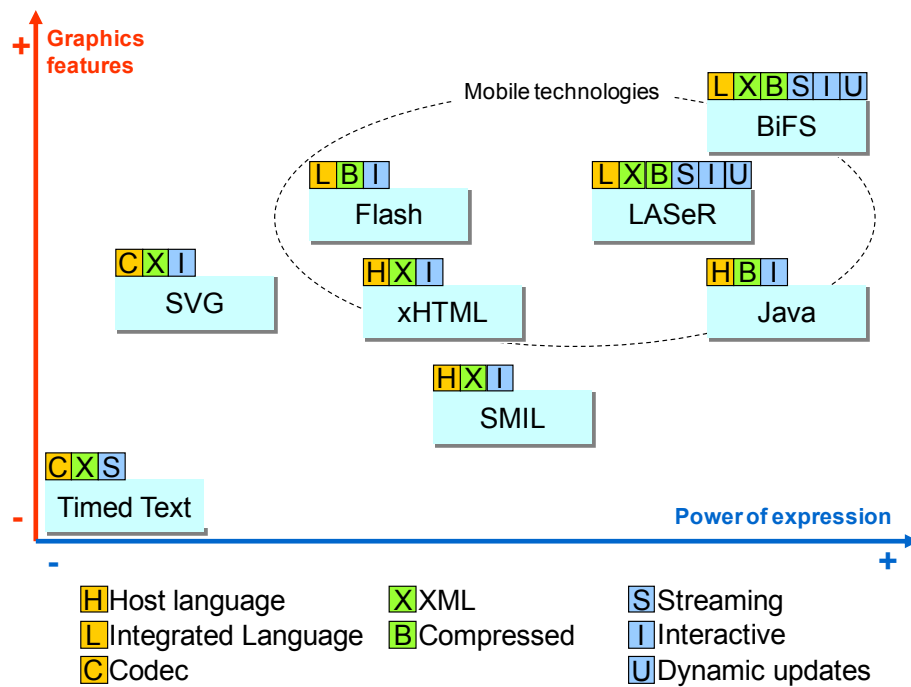 +
Graphics
features
Mobile technologies
L X B S I U
BiFS
L B I
Flash
L X B S I U
LASeR
C X I
SVG
H X I
xHTML
H B I
Java
H X I
SMIL
C X S
Timed Text
-
Power of expression
-
+
H Host language
L Integrated Language
C Codec
X XML
B Compressed
S Streaming
I Interactive
U Dynamic updates